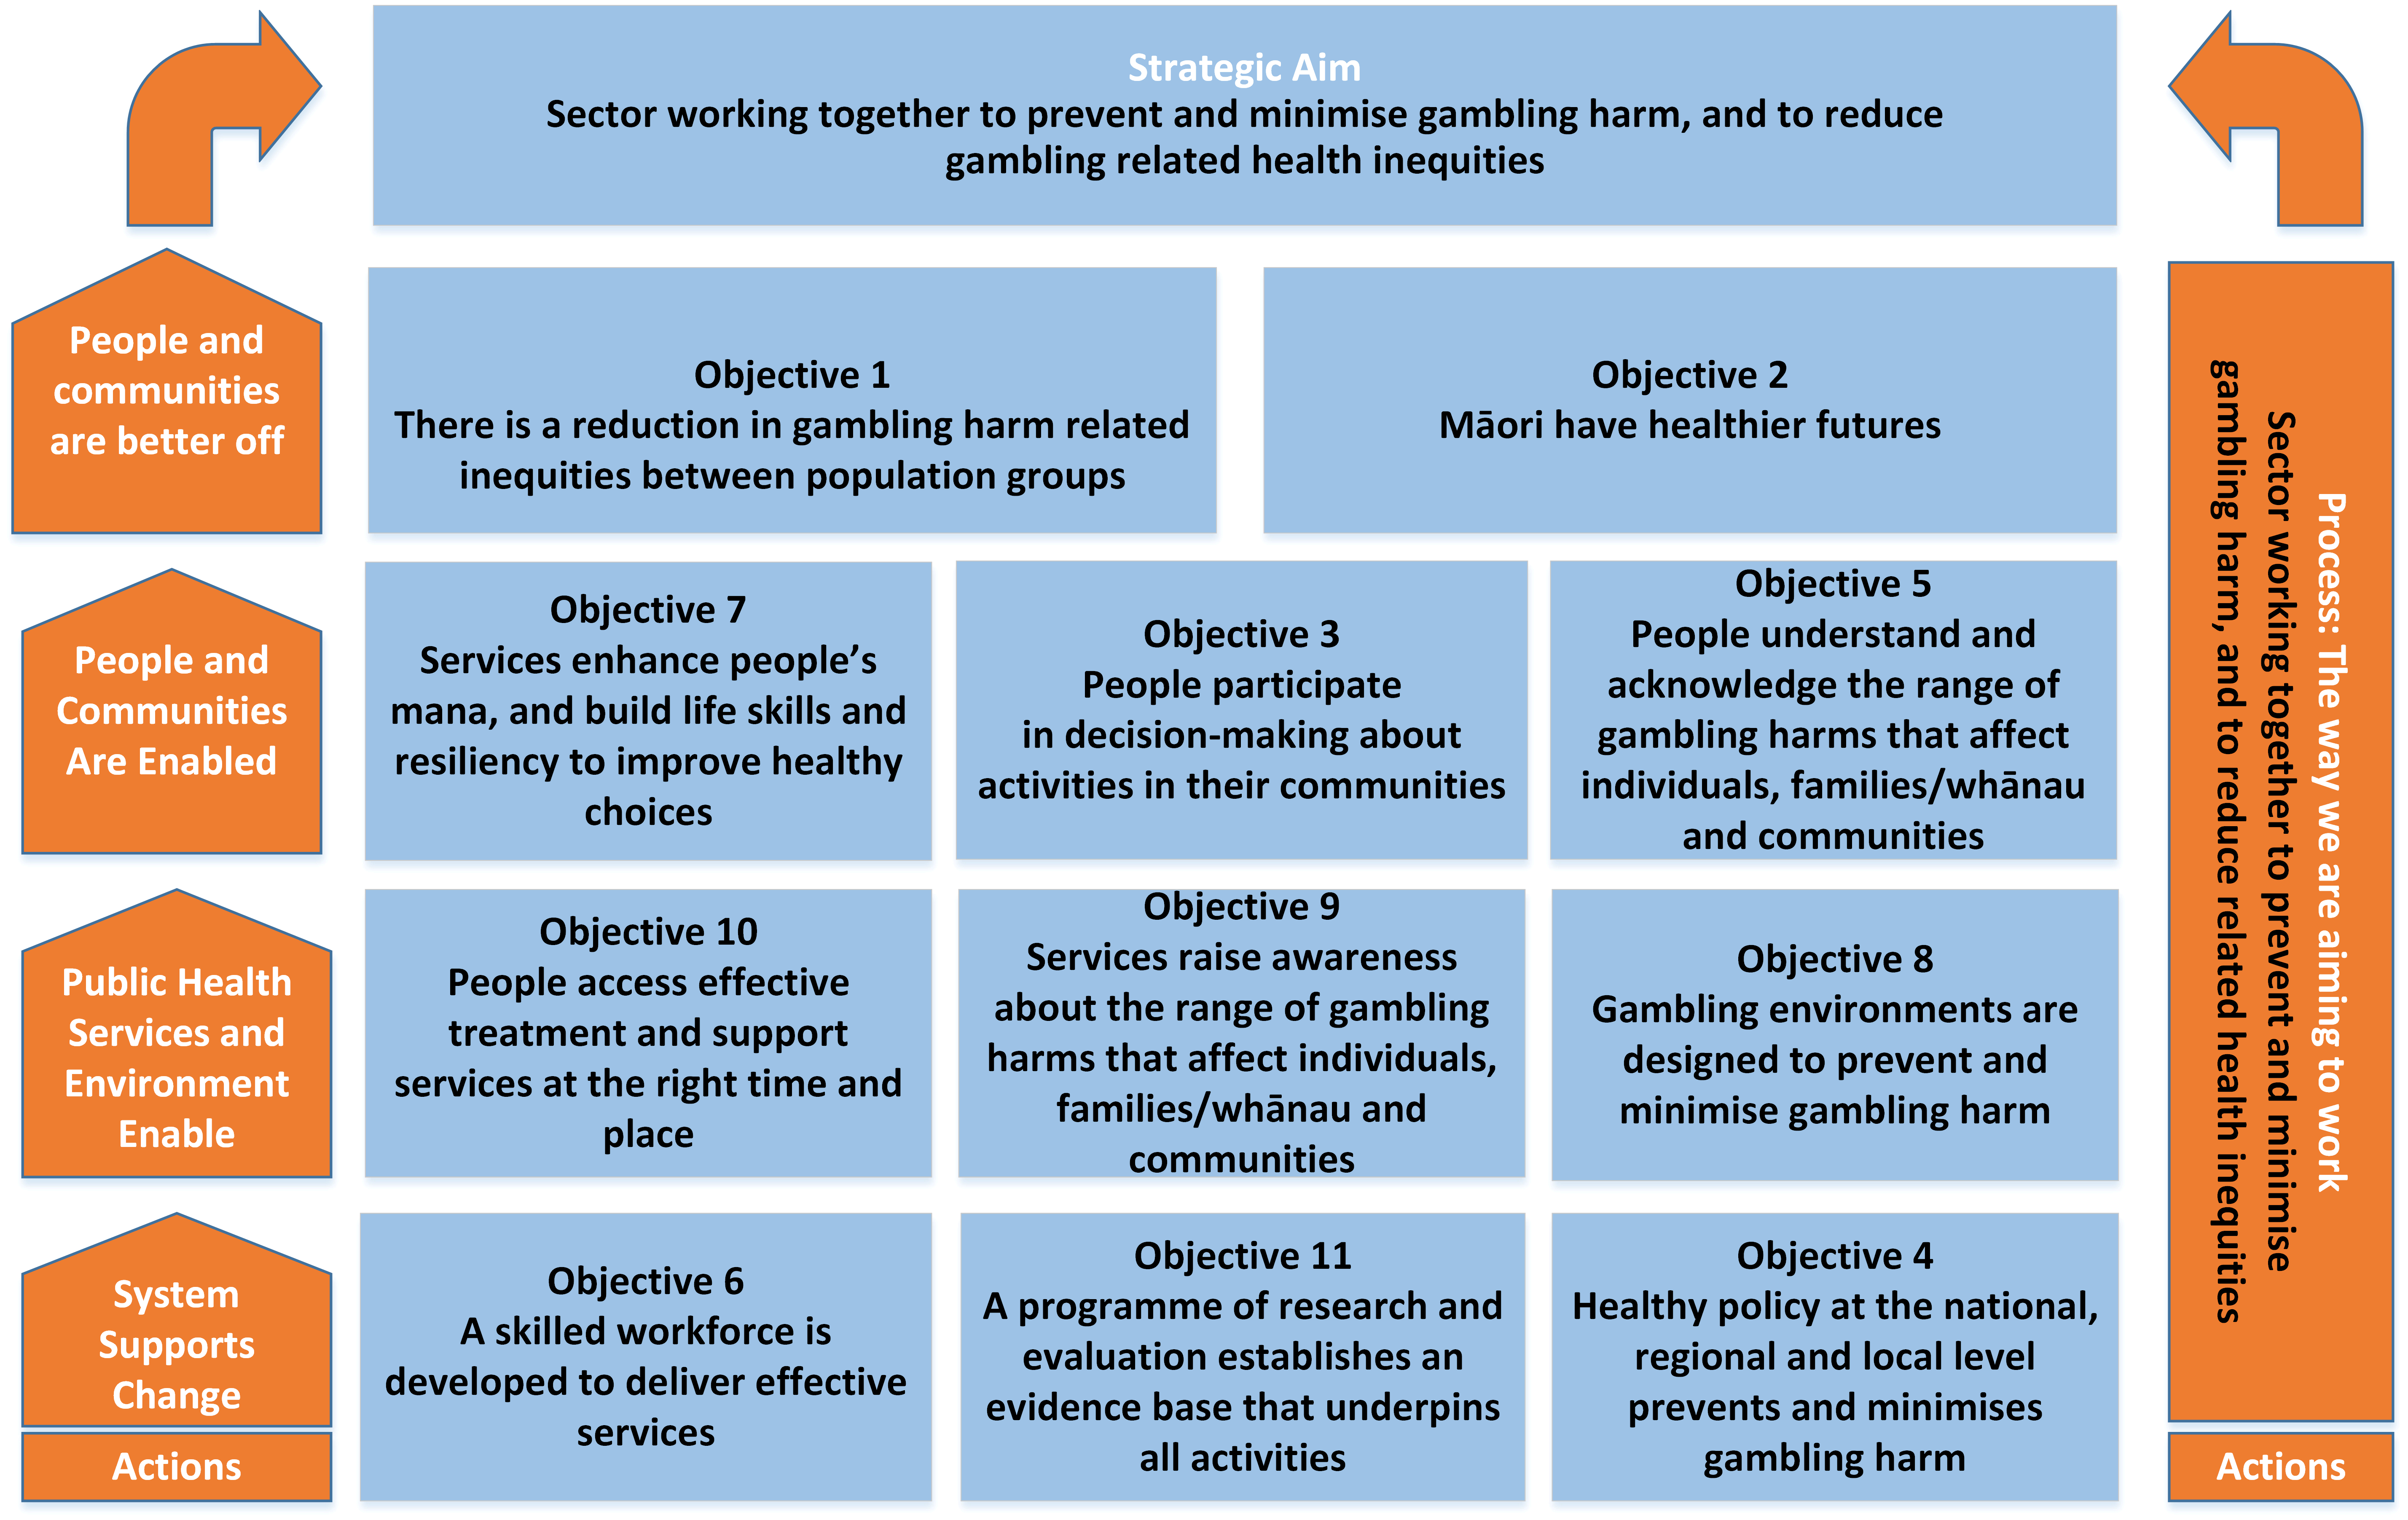 Strategic Aim
Sector working together to prevent and minimise gambling harm, and to reduce
gambling related health inequities
People and
communities
are better off
Objective 1
There is a reduction in gambling harm related
inequities between population groups
Objective 2
Māori have healthier futures
People and
Communities
Are Enabled
Objective 7
Services enhance people’s
mana, and build life skills and
resiliency to improve healthy
choices
Objective 3
People participate
in decision-making about
activities in their communities
Objective 5
People understand and
acknowledge the range of
gambling harms that affect
individuals, families/whānau
and communities
Public Health
Services and
Environment
Enable
Objective 10
People access effective
treatment and support
services at the right time and
place
Objective 9
Services raise awareness
about the range of gambling
harms that affect individuals,
families/whānau and
communities
Objective 8
Gambling environments are
designed to prevent and
minimise gambling harm
System
Supports
Change
Actions
Objective 6
A skilled workforce is
developed to deliver effective
services
Objective 11
A programme of research and
evaluation establishes an
evidence base that underpins
all activities
Objective 4
Healthy policy at the national,
regional and local level
prevents and minimises
gambling harm
Process: The way we are aiming to work
Sector working together to prevent and minimise
gambling harm, and to reduce related health inequities
Actions